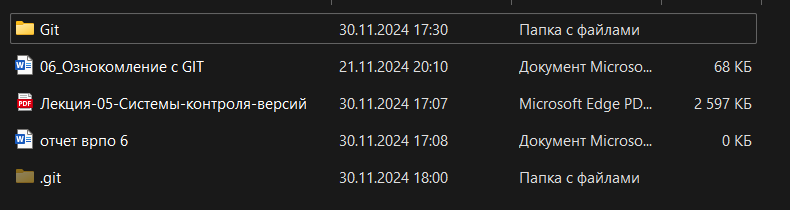 Git 30.11.2024 17:30 Папка с файлами
06_Ознокомление с GIT 21.11.2024 20:10 Документ Microso... 68 КБ
Лекция-05-Системы-контроля-версий 30.11.2024 17:07 Microsoft Edge PD... 2 597 КБ
отчет врпо 6 30.11.2024 17:08 Документ Microso... 0 КБ
.git 30.11.2024 18:00 Папка с файлами